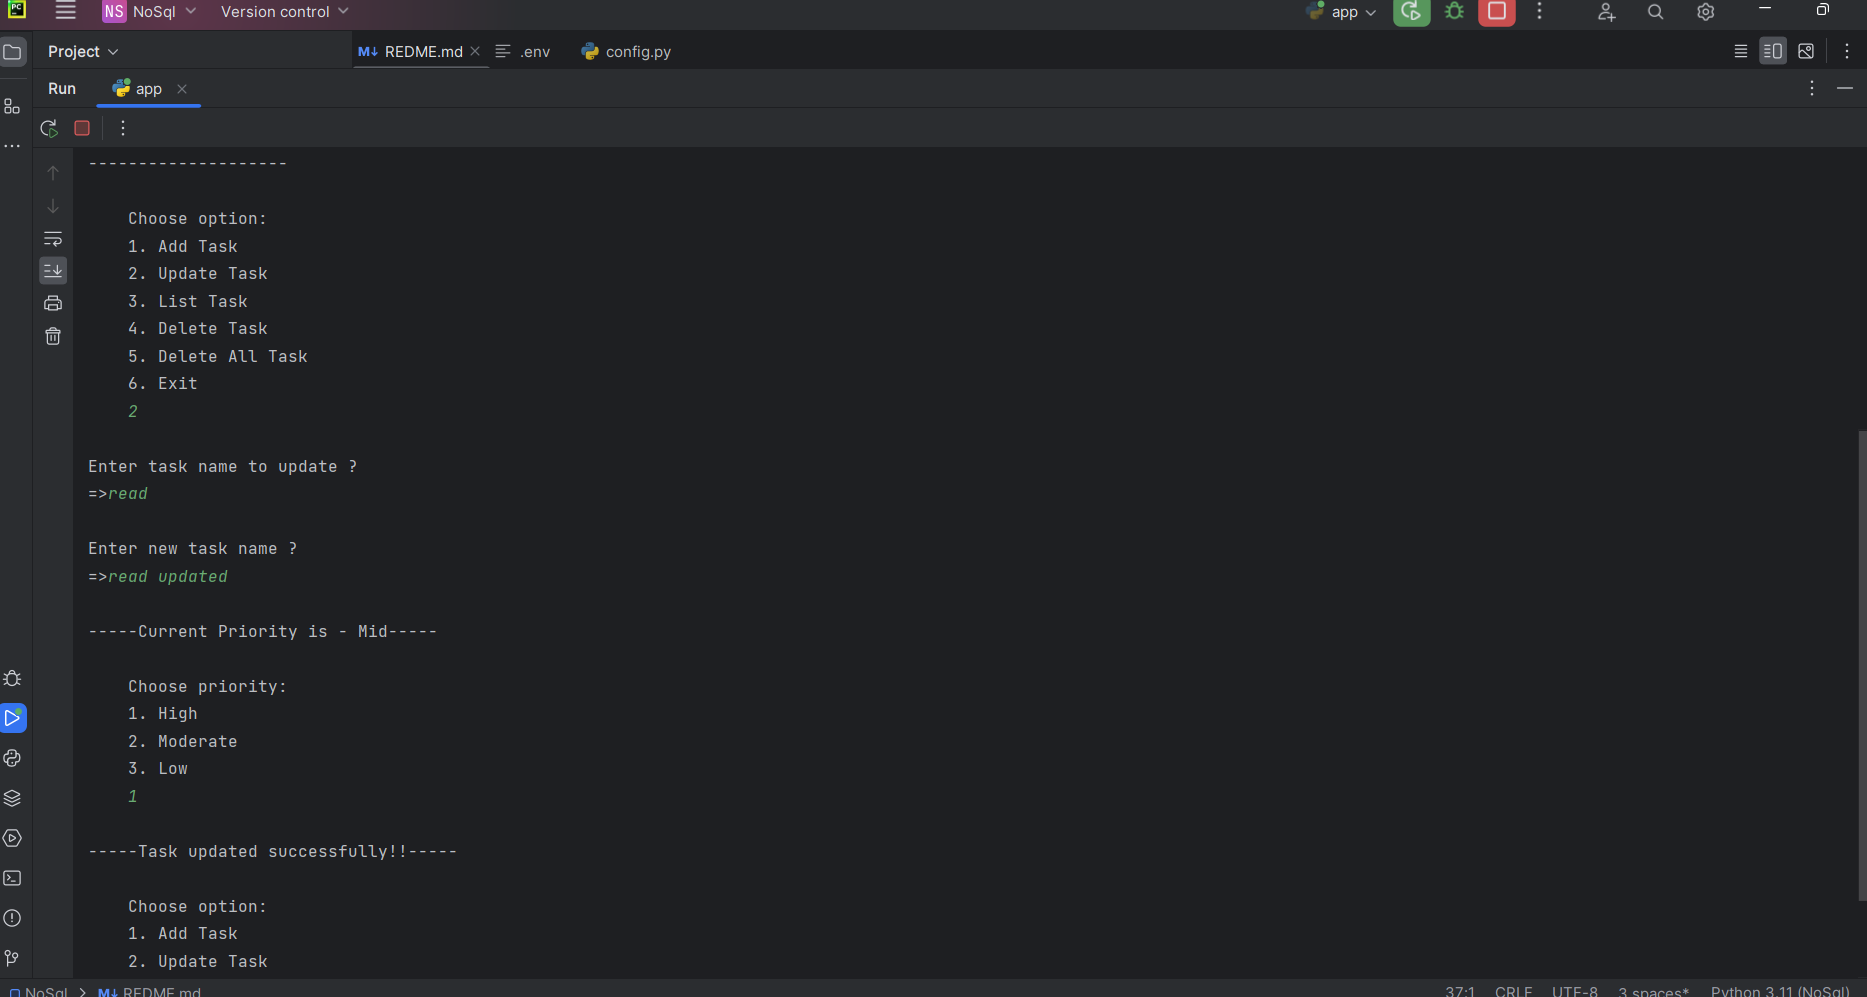 PC
NS NoSql Version control app
Project REDME.md .env config.py
Run app
--------------------
Choose option:
1. Add Task
2. Update Task
3. List Task
4. Delete Task
5. Delete All Task
6. Exit
2
Enter task name to update ?
=>read
Enter new task name ?
=>read updated
-----Current Priority is - Mid-----
Choose priority:
1. High
2. Moderate
3. Low
1
-----Task updated successfully!!-----
Choose option:
1. Add Task
2. Update Task
NoSql > M↓ REDME.md 37:1 CRLF UTF-8 3 spaces* Python 3.11 (NoSql)